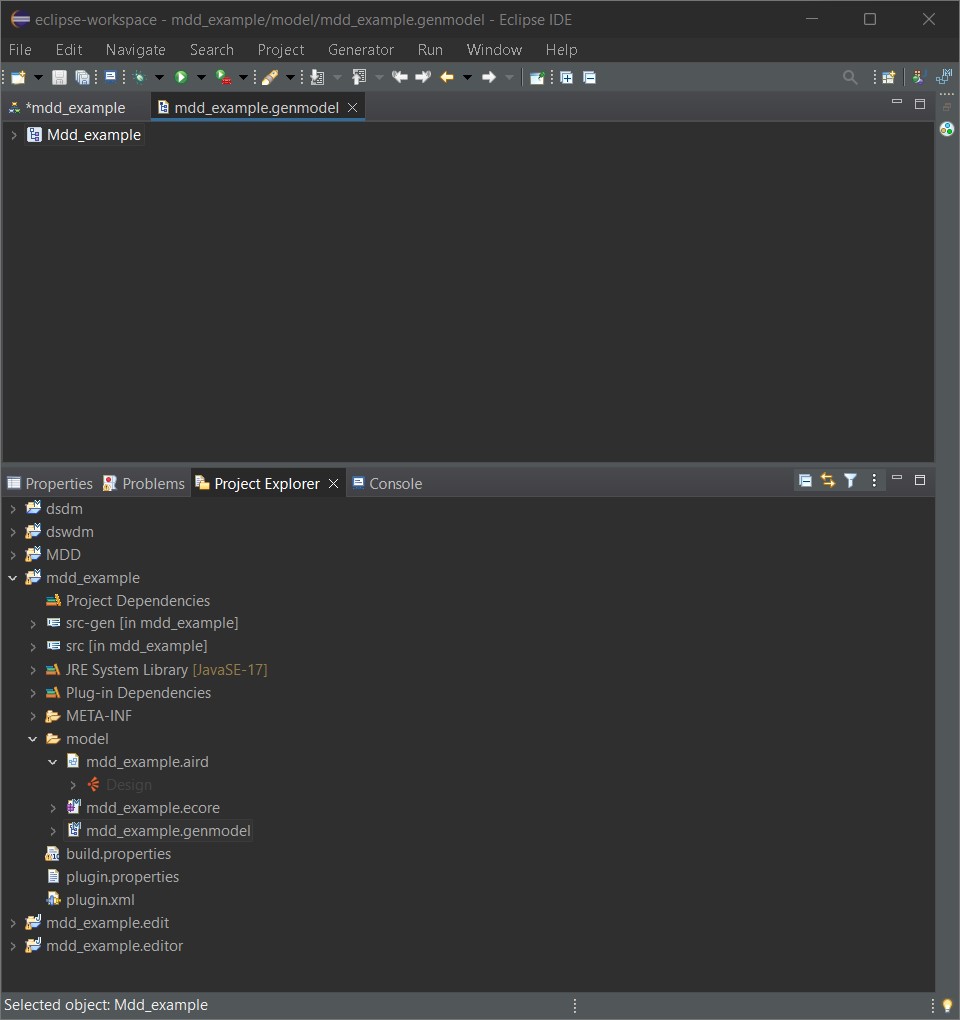 eclipse-workspace - mdd_example/model/mdd_example.genmodel - Eclipse IDE
File Edit Navigate Search Project Generator Run Window Help
*mdd_example mdd_example.genmodel
Mdd_example
Properties Problems Project Explorer Console
dsdm
dswdm
MDD
mdd_example
Project Dependencies
src-gen [in mdd_example]
src [in mdd_example]
JRE System Library [JavaSE-17]
Plug-in Dependencies
META-INF
model
mdd_example.aird
Design
mdd_example.ecore
mdd_example.genmodel
build.properties
plugin.properties
plugin.xml
mdd_example.edit
mdd_example.editor
Selected object: Mdd_example